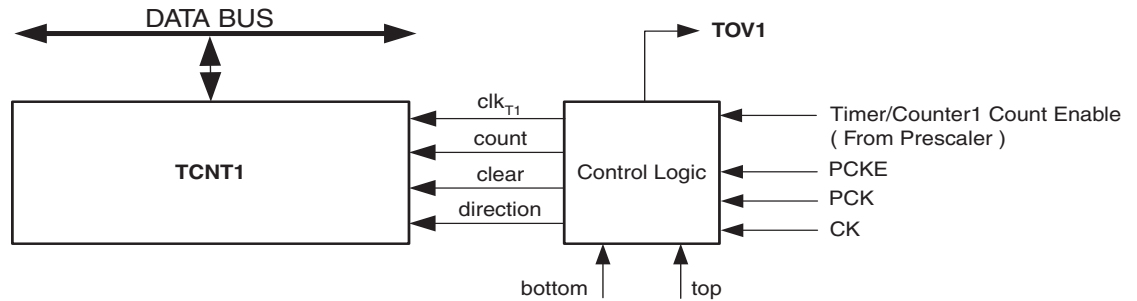 DATA BUS
TOV1
TCNT1
clkT1
count
clear
direction
Control Logic
Timer/Counter1 Count Enable
( From Prescaler )
PCKE
PCK
CK
bottom
top